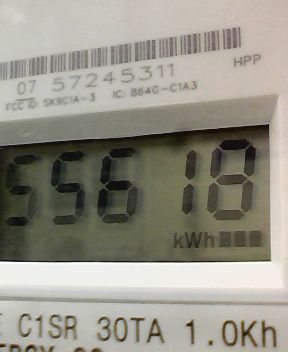 HPP
07 57245311
FCC ID: SK9C1A-3 IC: 864G-C1A3
55618
kWh
C1SR 30TA 1.0Kh